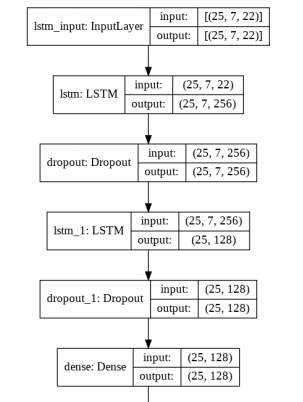 lstm_input: InputLayer input: [(25, 7, 22)]
output: [(25, 7, 22)]
lstm: LSTM input: (25, 7, 22)
output: (25, 7, 256)
dropout: Dropout input: (25, 7, 256)
output: (25, 7, 256)
lstm_1: LSTM input: (25, 7, 256)
output: (25, 128)
dropout_1: Dropout input: (25, 128)
output: (25, 128)
dense: Dense input: (25, 128)
output: (25, 128)